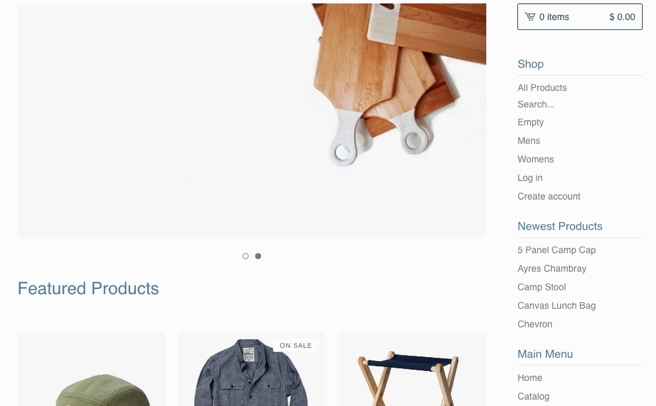 0 items $ 0.00
Shop
All Products
Search...
Empty
Mens
Womens
Log in
Create account
Newest Products
5 Panel Camp Cap
Ayres Chambray
Camp Stool
Canvas Lunch Bag
Chevron
Main Menu
Home
Catalog
Featured Products
ON SALE